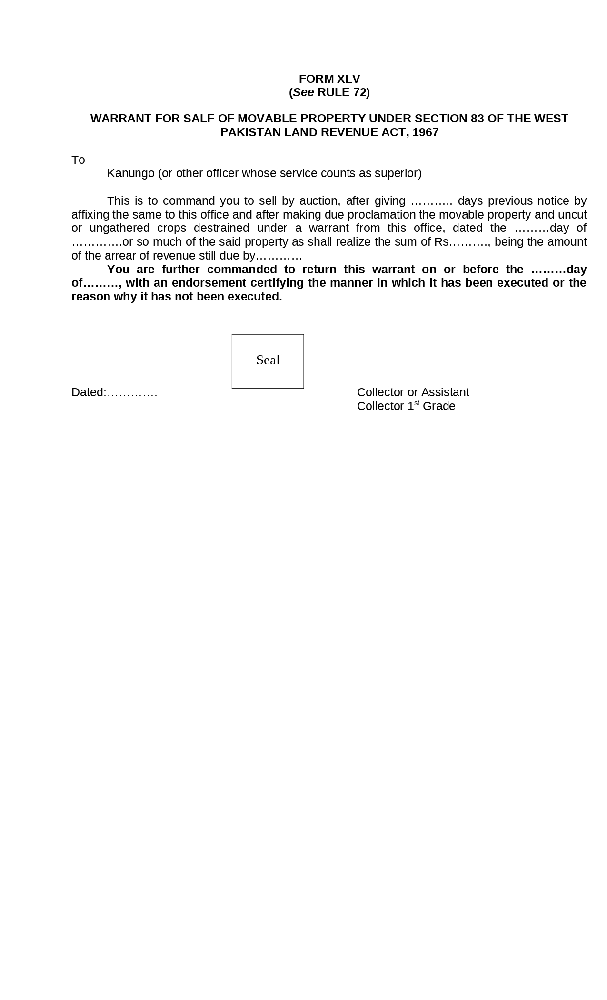 FORM XLV
(See RULE 72)
WARRANT FOR SALF OF MOVABLE PROPERTY UNDER SECTION 83 OF THE WEST
PAKISTAN LAND REVENUE ACT, 1967
To
Kanungo (or other officer whose service counts as superior)
This is to command you to sell by auction, after giving ……….. days previous notice by
affixing the same to this office and after making due proclamation the movable property and uncut
or ungathered crops destrained under a warrant from this office, dated the ………day of
………….or so much of the said property as shall realize the sum of Rs………., being the amount
of the arrear of revenue still due by…………
You are further commanded to return this warrant on or before the ………day
of………, with an endorsement certifying the manner in which it has been executed or the
reason why it has not been executed.
Seal
Dated:…………. Collector or Assistant
Collector 1st Grade